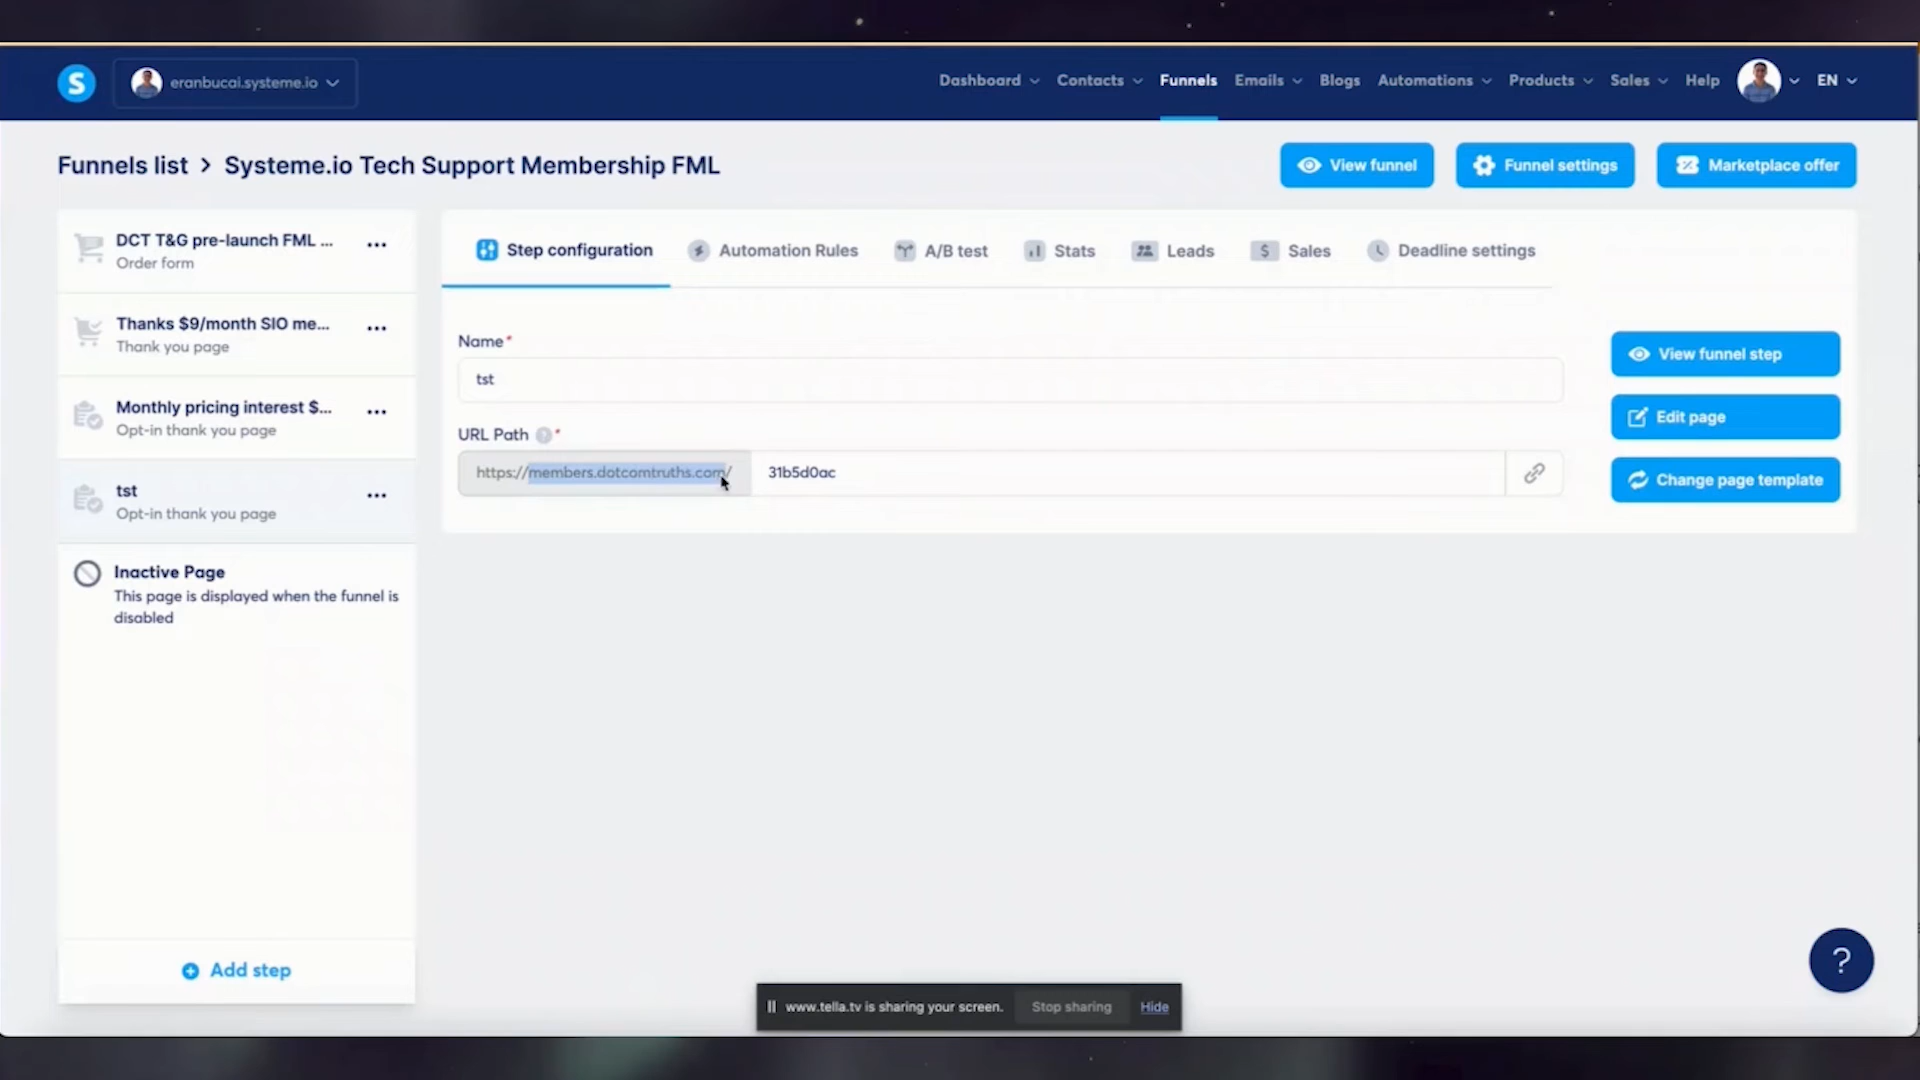 S
eranbucai.systeme.io
Dashboard
Contacts
Funnels
Emails
Blogs
Automations
Products
Sales
Help
EN
Funnels list > Systeme.io Tech Support Membership FML
View funnel
Funnel settings
Marketplace offer
DCT T&G pre-launch FML ...
Order form
Thanks $9/month SIO me...
Thank you page
Monthly pricing interest $...
Opt-in thank you page
tst
Opt-in thank you page
Inactive Page
This page is displayed when the funnel is
disabled
Add step
Step configuration
Automation Rules
A/B test
Stats
Leads
$ Sales
Deadline settings
Name*
tst
URL Path ? *
https://members.dotcomtruths.com/
31b5d0ac
View funnel step
Edit page
Change page template
?
www.tella.tv is sharing your screen.
Stop sharing
Hide